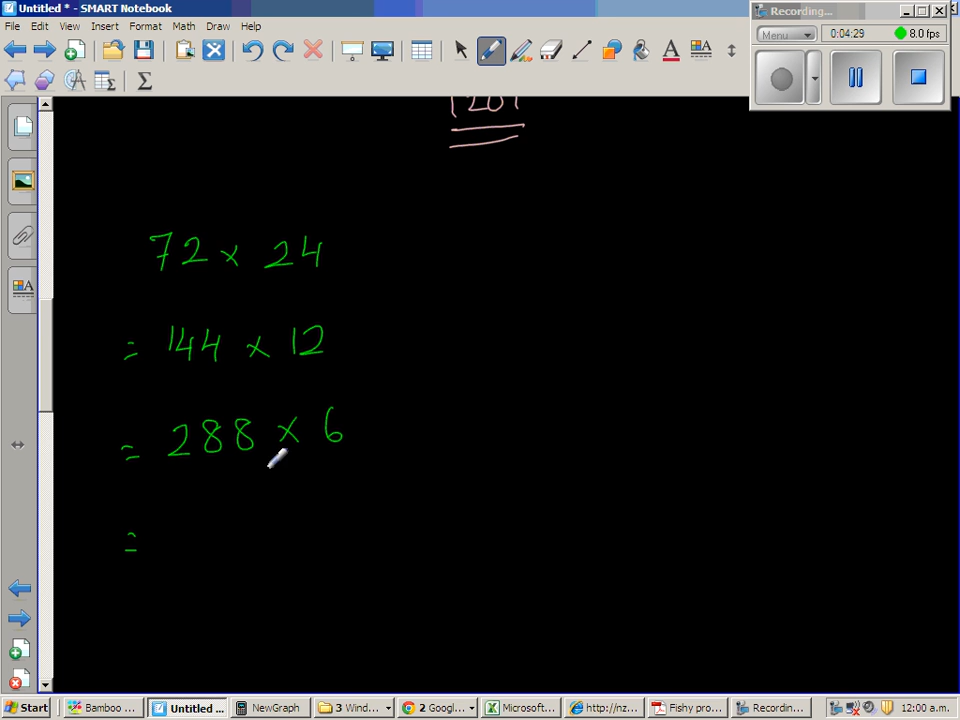 Untitled * - SMART Notebook
Recording...
File Edit View Insert Format Math Draw Help
Menu 0:04:29 8.0 fps
72 x 24
= 144 x 12
= 288 x 6
=
Start Bamboo ... Untitled ... NewGraph 3 Wind... 2 Googl... Microsoft... http://nz... Fishy pro... Recording... 12:00 a.m.